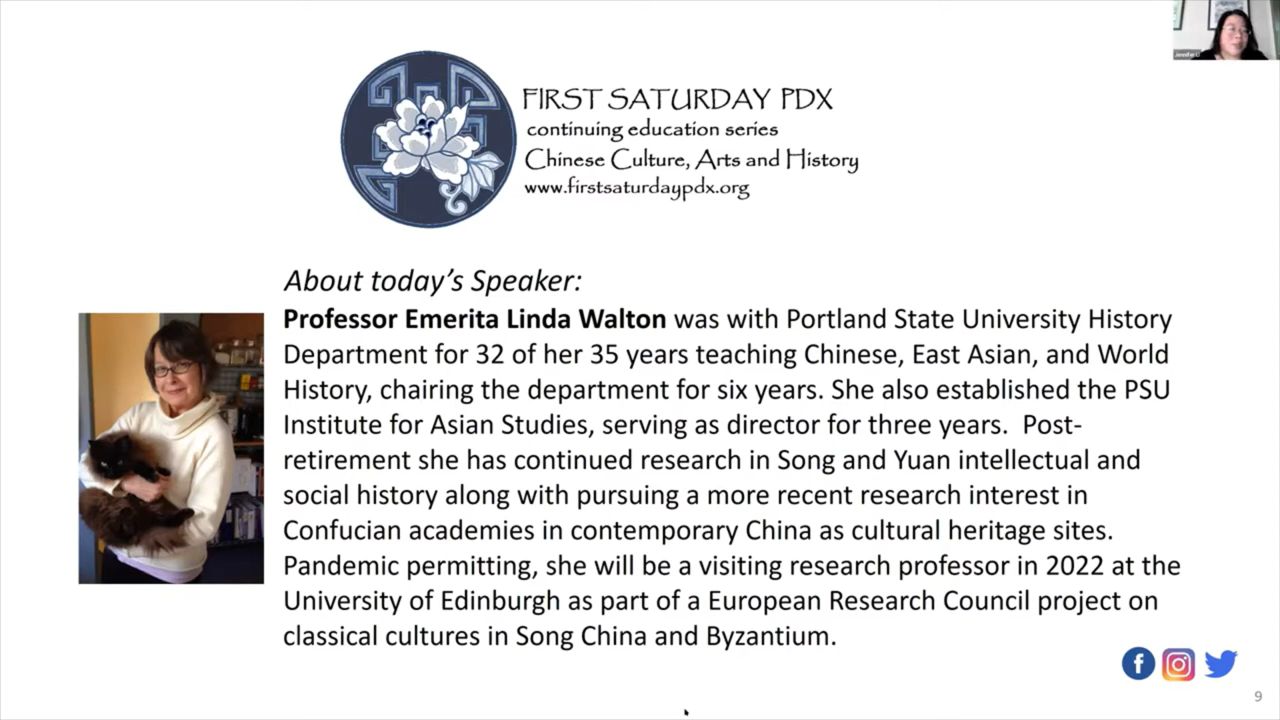 Jennifer Li
FIRST SATURDAY PDX
continuing education series
Chinese Culture, Arts and History
www.firstsaturdaypdx.org
About today's Speaker:
Professor Emerita Linda Walton was with Portland State University History
Department for 32 of her 35 years teaching Chinese, East Asian, and World
History, chairing the department for six years. She also established the PSU
Institute for Asian Studies, serving as director for three years.  Post-
retirement she has continued research in Song and Yuan intellectual and
social history along with pursuing a more recent research interest in
Confucian academies in contemporary China as cultural heritage sites.
Pandemic permitting, she will be a visiting research professor in 2022 at the
University of Edinburgh as part of a European Research Council project on
classical cultures in Song China and Byzantium.
9